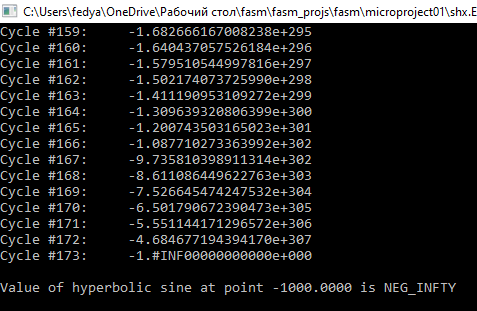 C:\Users\fedya\OneDrive\Рабочий стол\fasm\fasm_projs\fasm\microproject01\shx.E
Cycle #159: -1.682666167008238e+295
Cycle #160: -1.640437057526184e+296
Cycle #161: -1.579510544997816e+297
Cycle #162: -1.502174073725990e+298
Cycle #163: -1.411190953109272e+299
Cycle #164: -1.309639320806399e+300
Cycle #165: -1.200743503165023e+301
Cycle #166: -1.087710273363992e+302
Cycle #167: -9.735810398911314e+302
Cycle #168: -8.611086449622763e+303
Cycle #169: -7.526645474247532e+304
Cycle #170: -6.501790672390473e+305
Cycle #171: -5.551144171296572e+306
Cycle #172: -4.684677194394170e+307
Cycle #173: -1.#INF00000000000e+000
Value of hyperbolic sine at point -1000.0000 is NEG_INFTY